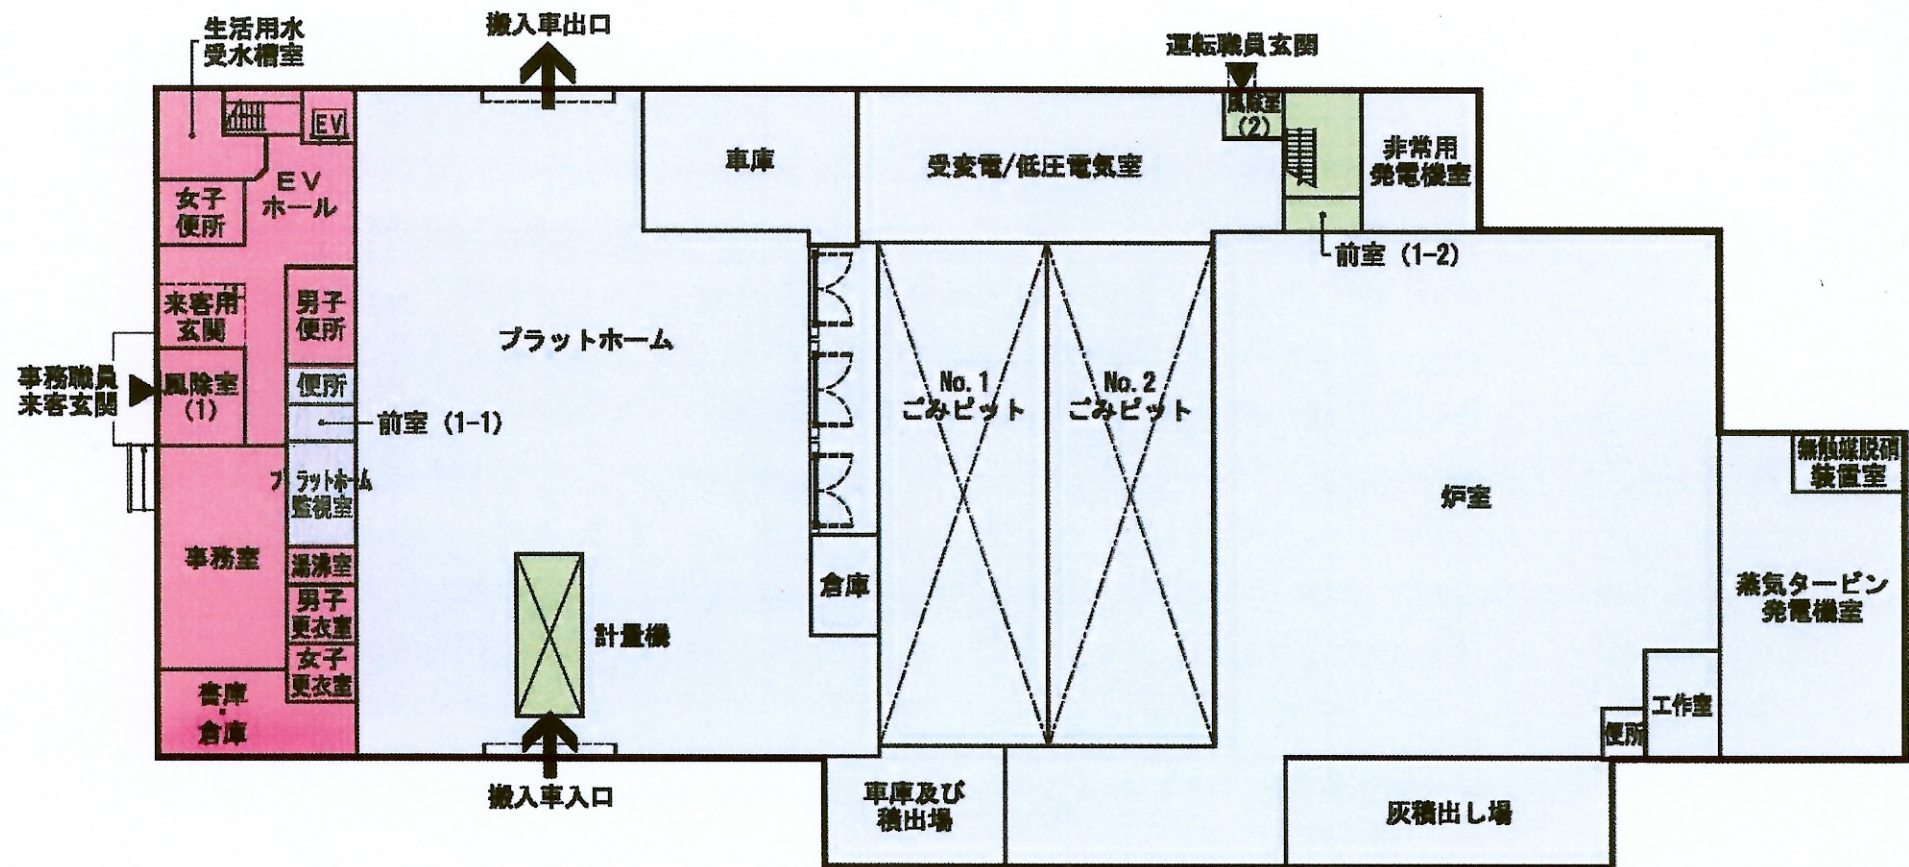 生活用水
受水槽室
搬入車出口
運転職員玄関
EV
風除室
(2)
車庫
受変電/低圧電気室
非常用
発電機室
EV
ホール
女子
便所
前室 (1-2)
来客用
玄関
男子
便所
プラットホーム
事務職員
来客玄関
風除室
(1)
便所
前室 (1-1)
No.1
ごみピット
No.2
ごみピット
プラットホーム
監視室
無触媒脱硝
装置室
炉室
事務室
湯沸室
男子
更衣室
女子
更衣室
倉庫
計量機
蒸気タービン
発電機室
書庫
・
倉庫
工作室
便所
搬入車入口
車庫及び
積出場
灰積出し場